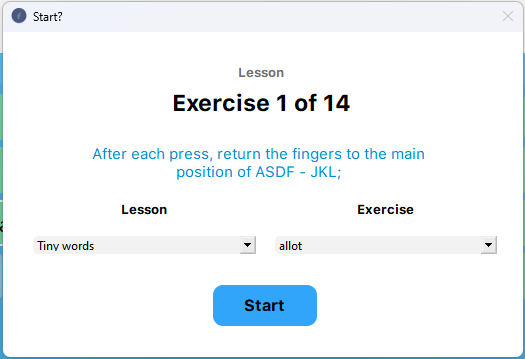 Start?
Lesson
Exercise 1 of 14
After each press, return the fingers to the main
position of ASDF - JKL;
Lesson
Exercise
Tiny words
allot
Start